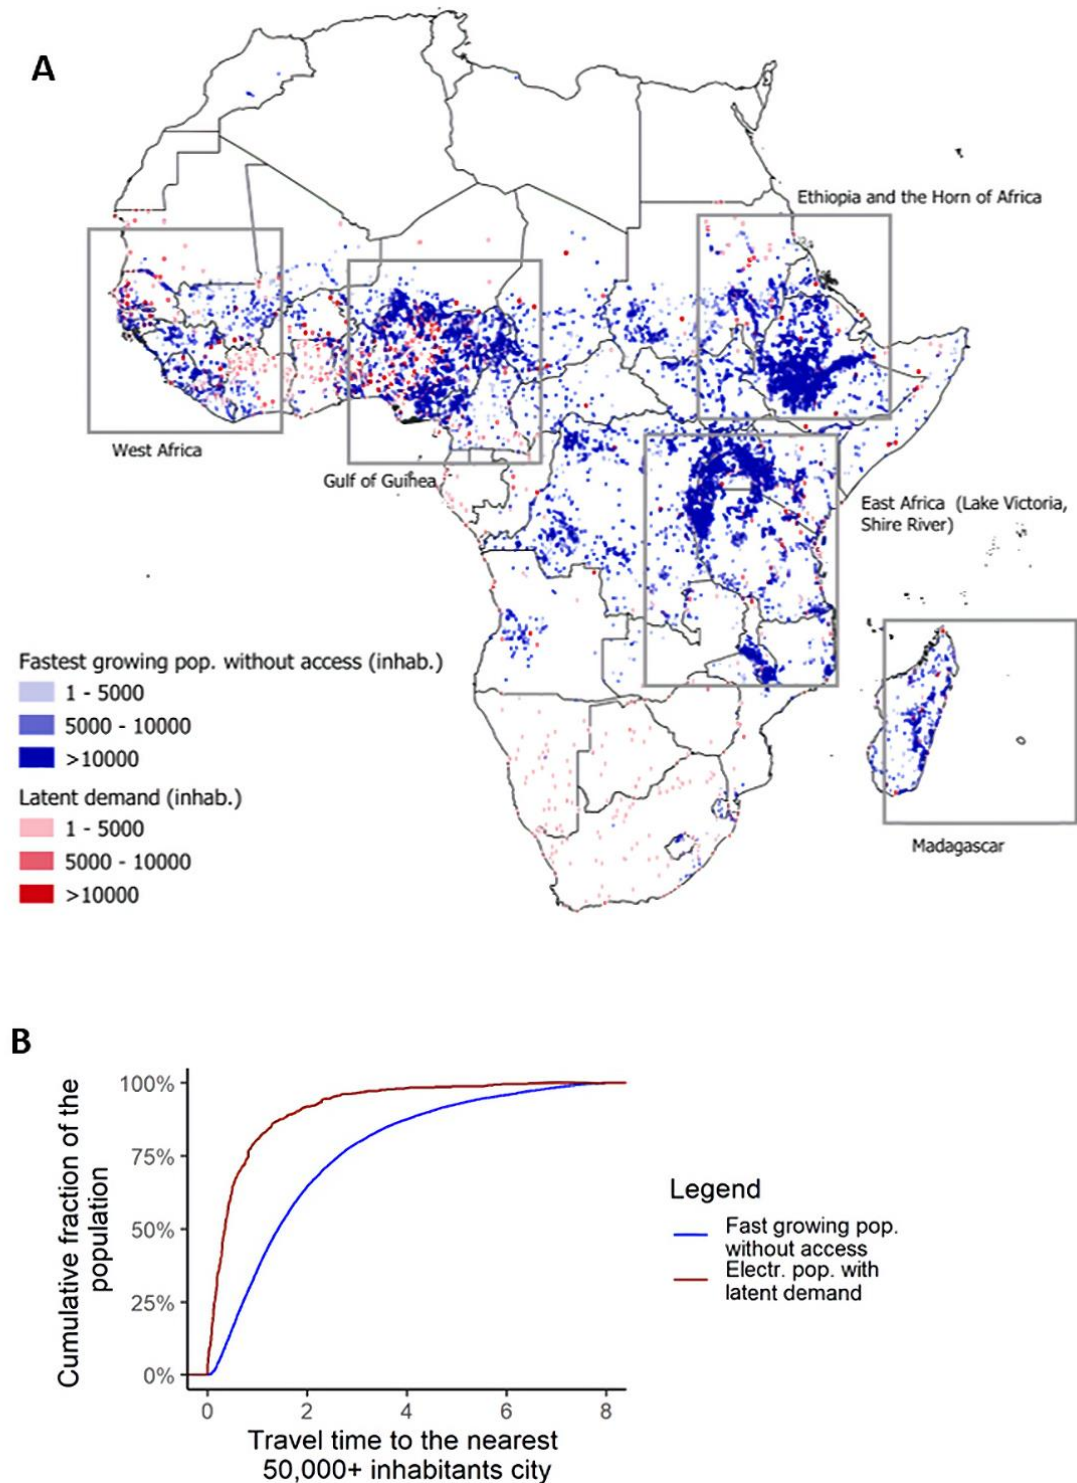 A
Ethiopia and the Horn of Africa
West Africa
Gulf of Guinea
East Africa (Lake Victoria,
Shire River)
Fastest growing pop. without access (inhab.)
1 - 5000
5000 - 10000
>10000
Latent demand (inhab.)
1 - 5000
5000 - 10000
>10000
Madagascar
B
Cumulative fraction of the
population
100%
75%
50%
25%
0%
0 2 4 6 8
Travel time to the nearest
50,000+ inhabitants city
Legend
Fast growing pop.
without access
Electr. pop. with
latent demand